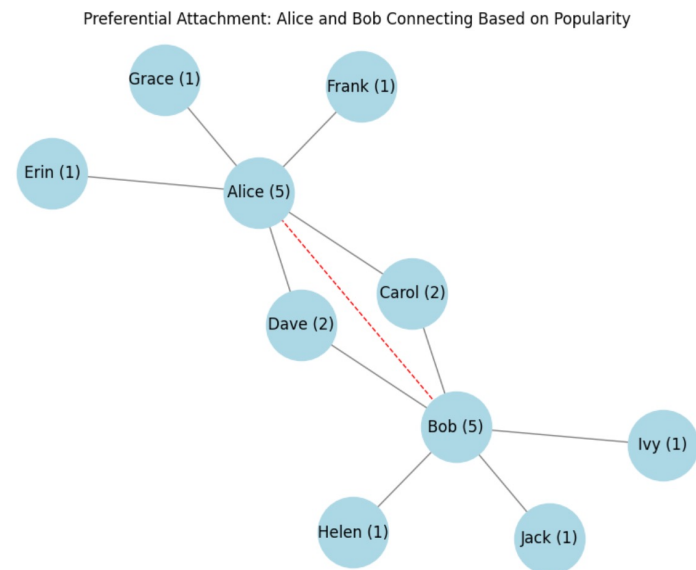 Preferential Attachment: Alice and Bob Connecting Based on Popularity
Grace (1)
Frank (1)
Erin (1)
Alice (5)
Carol (2)
Dave (2)
Bob (5)
Ivy (1)
Helen (1)
Jack (1)